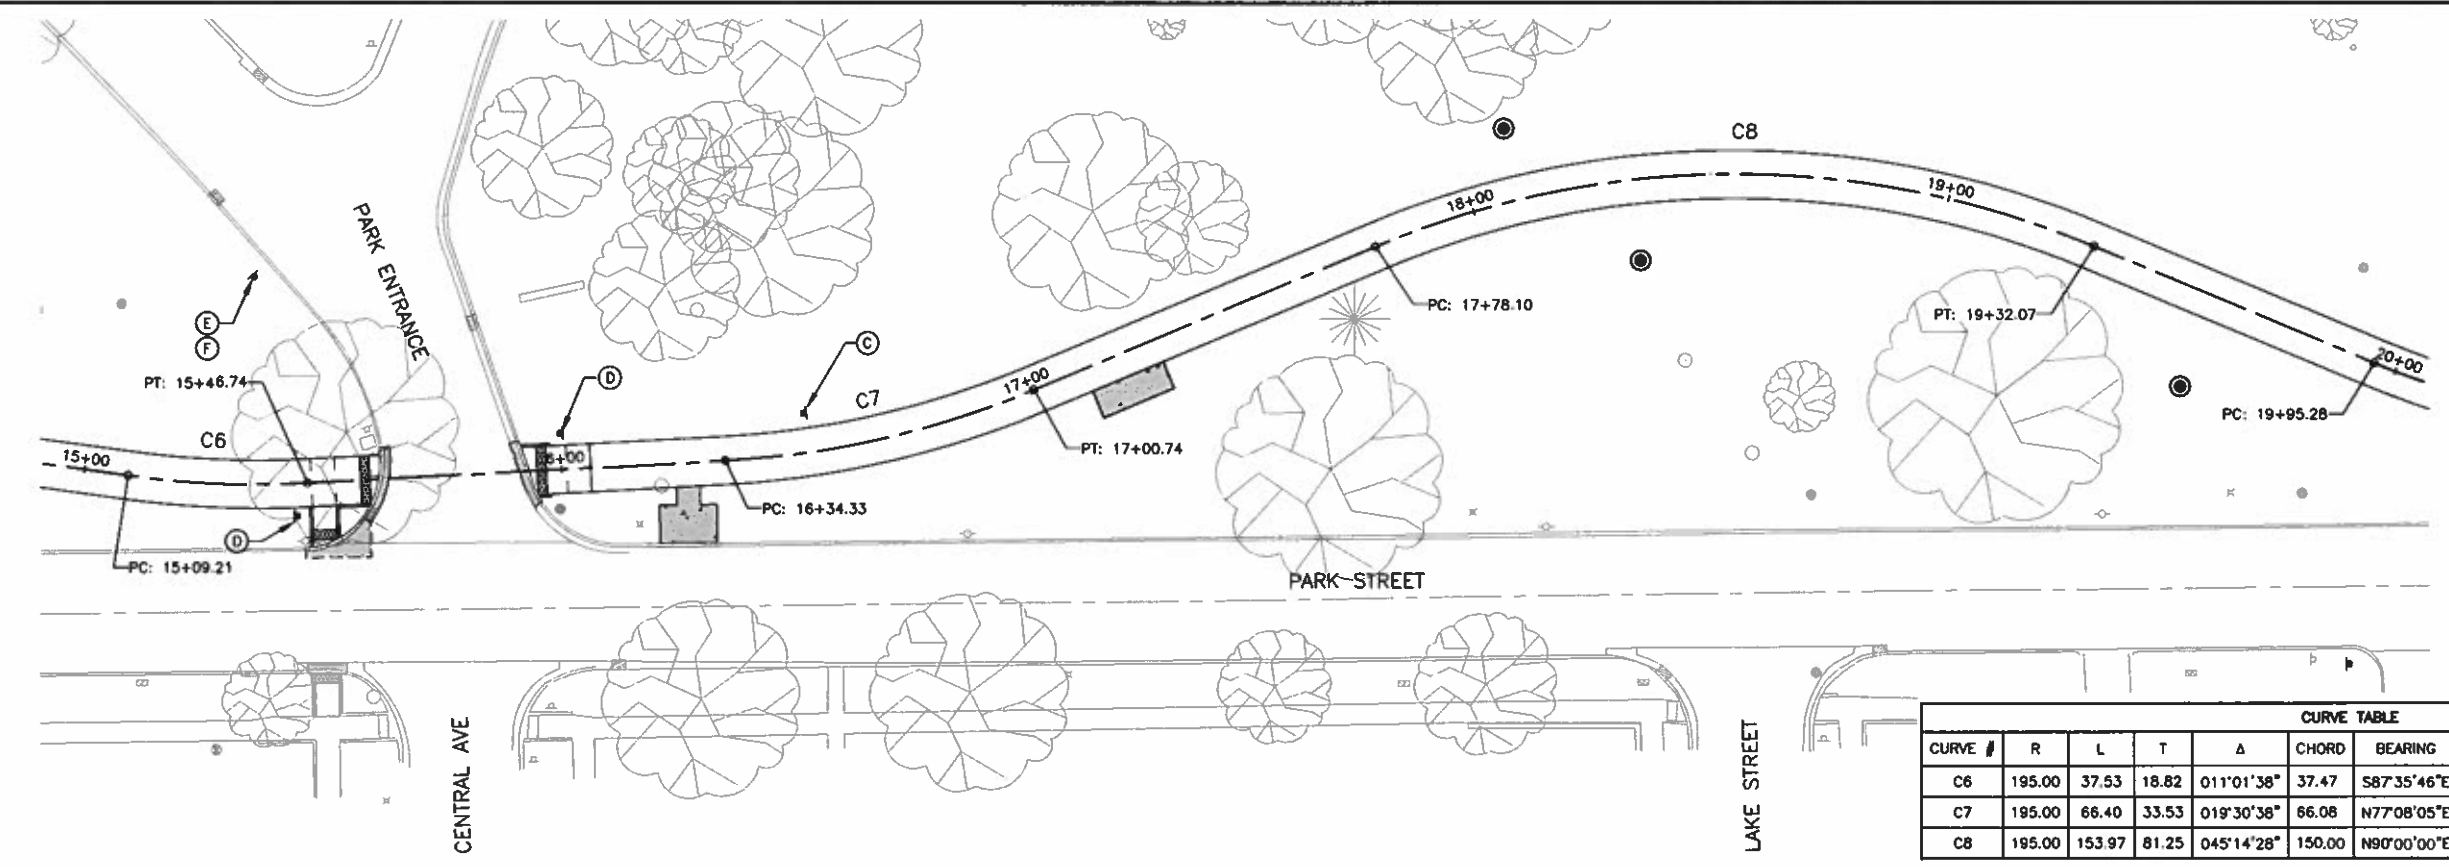 C8
18+00
19+00
PARK ENTRANCE
E
F
PC: 17+78.10
PT: 19+32.07
C
PT: 15+46.74
D
17+00
C7
20+00
PC: 19+95.28
C6
15+00
PT: 17+00.74
PC: 16+34.33
D
PC: 15+09.21
PARK STREET
CENTRAL AVE
LAKE STREET
CURVE TABLE
CURVE # R L T Δ CHORD BEARING
C6 195.00 37.53 18.82 011°01'38" 37.47 S87°35'46"E
C7 195.00 66.40 33.53 019°30'38" 66.08 N77°08'05"E
C8 195.00 153.97 81.25 045°14'28" 150.00 N90°00'00"E